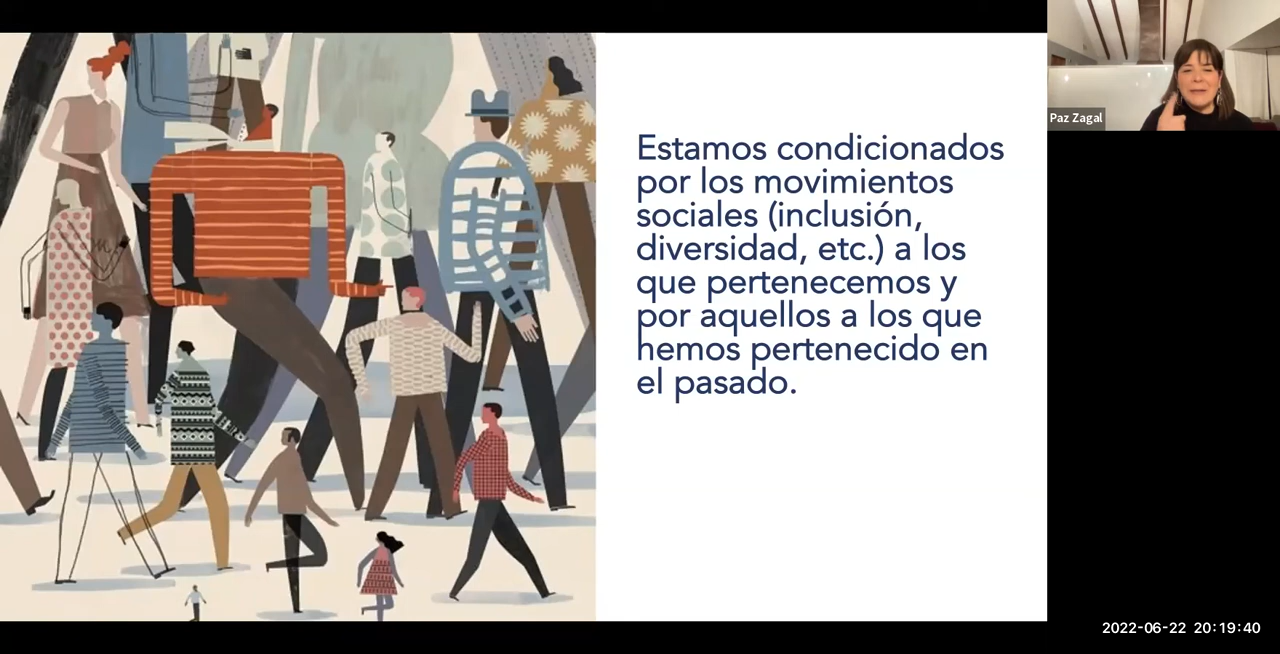 Estamos condicionados
por los movimientos
sociales (inclusión,
diversidad, etc.) a los
que pertenecemos y
por aquellos a los que
hemos pertenecido en
el pasado.
Paz Zagal
2022-06-22 20:19:40